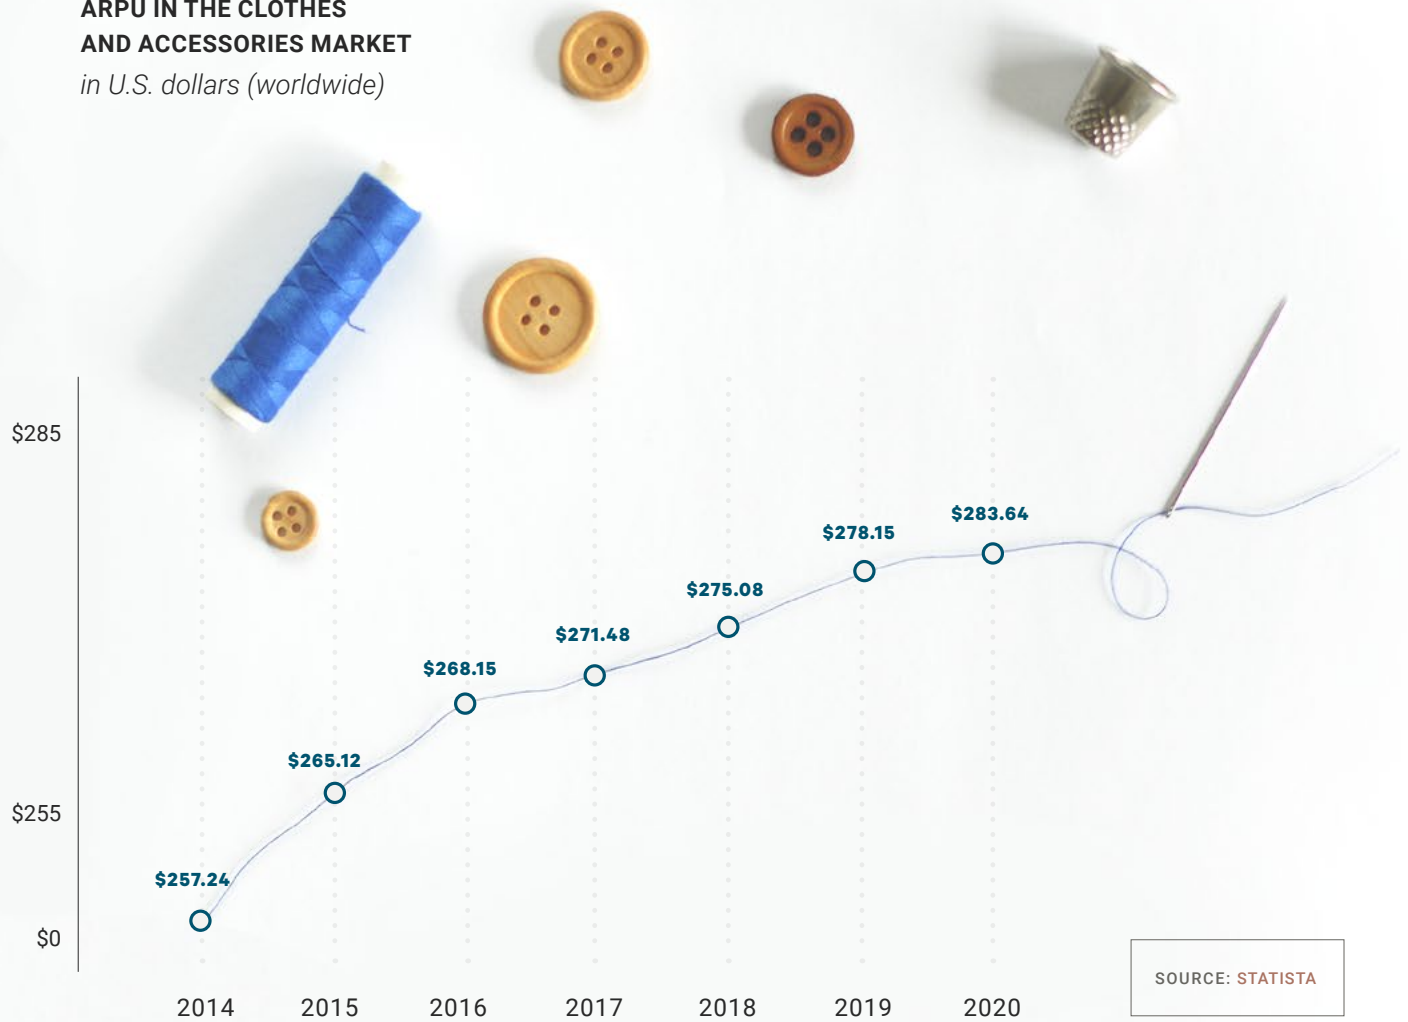 ARPU IN THE CLOTHES
AND ACCESSORIES MARKET
in U.S. dollars (worldwide)
$285
$255
$0
$257.24
$265.12
$268.15
$271.48
$275.08
$278.15
$283.64
2014 2015 2016 2017 2018 2019 2020
SOURCE: STATISTA